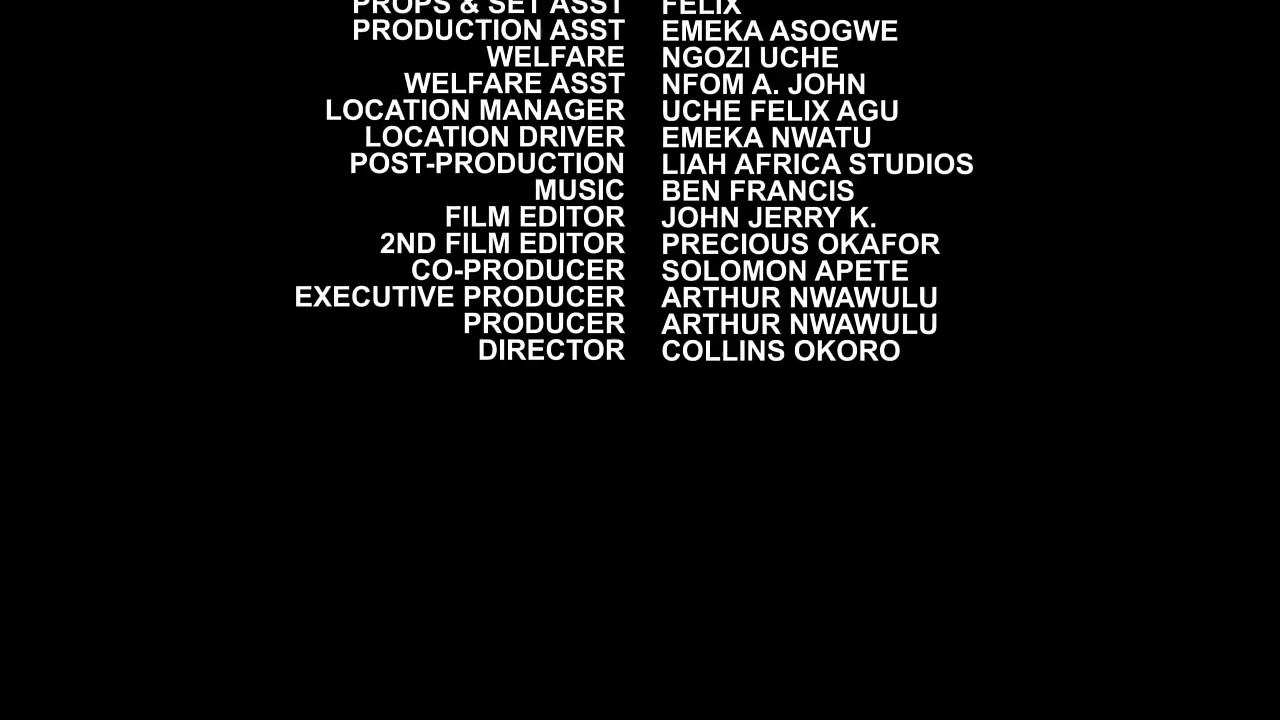 PROPS & SET ASST FELIX
PRODUCTION ASST EMEKA ASOGWE
WELFARE NGOZI UCHE
WELFARE ASST NFOM A. JOHN
LOCATION MANAGER UCHE FELIX AGU
LOCATION DRIVER EMEKA NWATU
POST-PRODUCTION LIAH AFRICA STUDIOS
MUSIC BEN FRANCIS
FILM EDITOR JOHN JERRY K.
2ND FILM EDITOR PRECIOUS OKAFOR
CO-PRODUCER SOLOMON APETE
EXECUTIVE PRODUCER ARTHUR NWAWULU
PRODUCER ARTHUR NWAWULU
DIRECTOR COLLINS OKORO